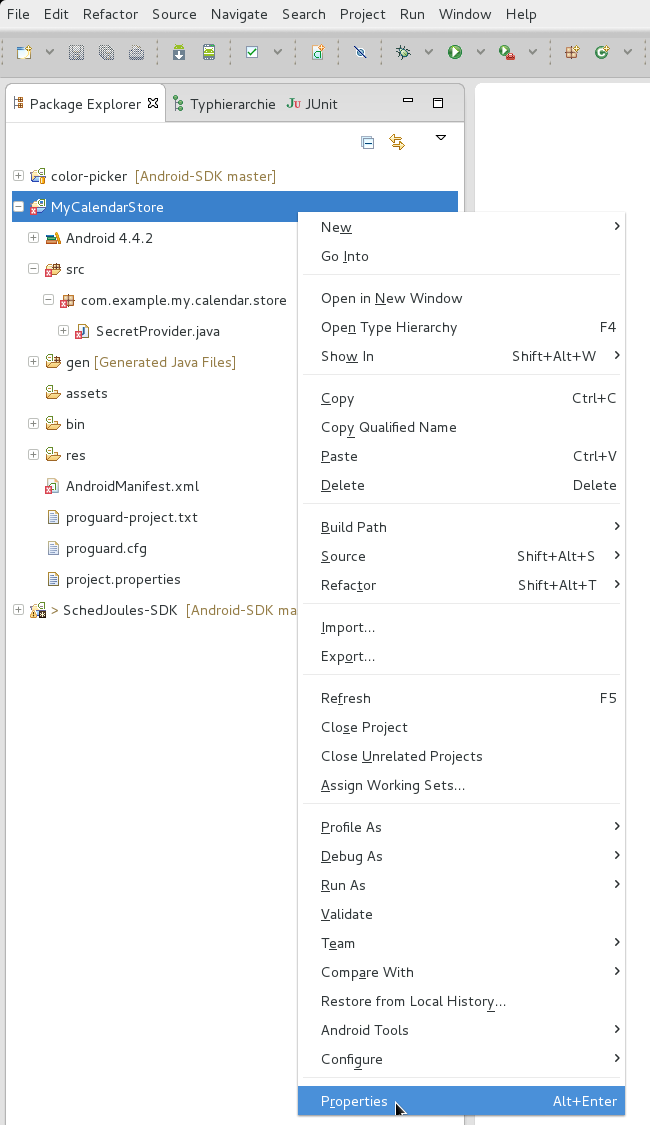 File Edit Refactor Source Navigate Search Project Run Window Help
Package Explorer Typhierarchie JUnit
color-picker [Android-SDK master]
MyCalendarStore
Android 4.4.2
src
com.example.my.calendar.store
SecretProvider.java
gen [Generated Java Files]
assets
bin
res
AndroidManifest.xml
proguard-project.txt
proguard.cfg
project.properties
> SchedJoules-SDK [Android-SDK ma
New
Go Into
Open in New Window
Open Type Hierarchy F4
Show In Shift+Alt+W
Copy Ctrl+C
Copy Qualified Name
Paste Ctrl+V
Delete Delete
Build Path
Source Shift+Alt+S
Refactor Shift+Alt+T
Import...
Export...
Refresh F5
Close Project
Close Unrelated Projects
Assign Working Sets...
Profile As
Debug As
Run As
Validate
Team
Compare With
Restore from Local History...
Android Tools
Configure
Properties Alt+Enter